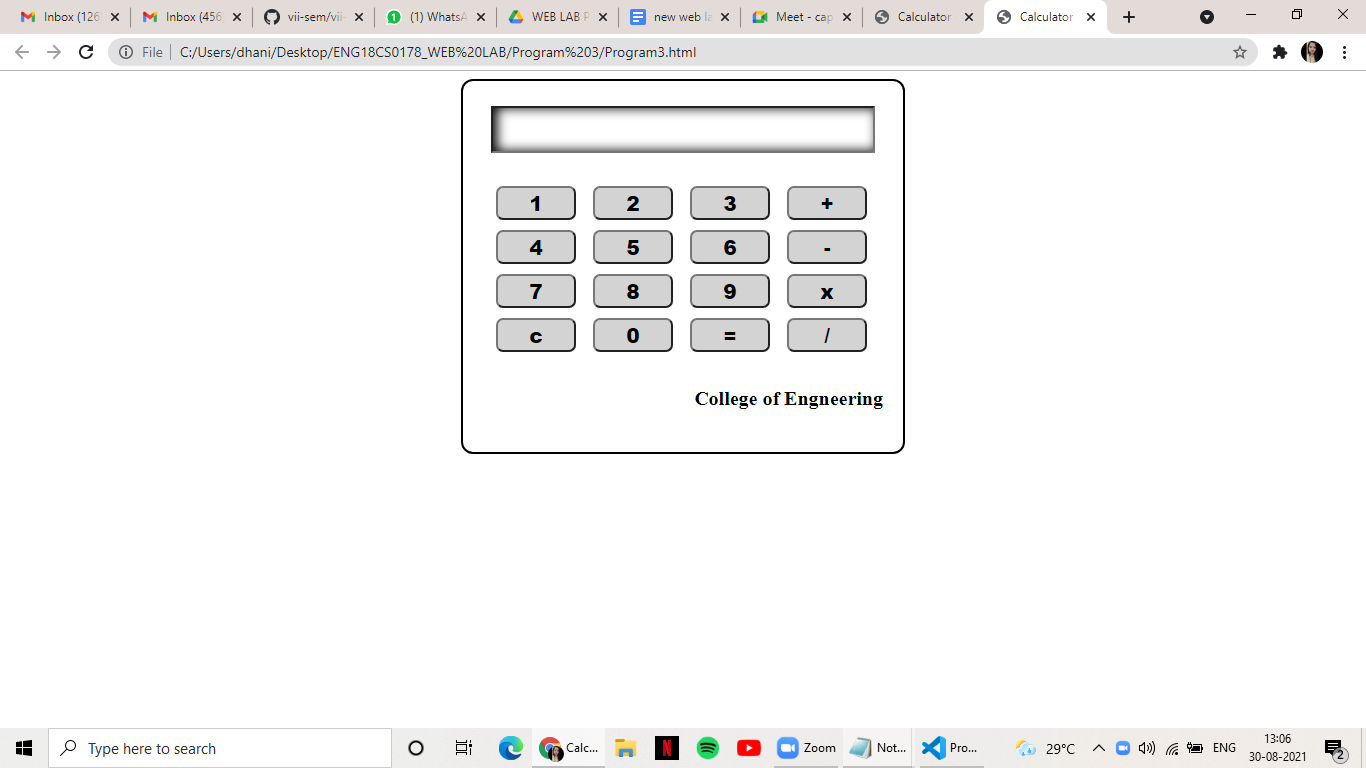 Inbox (126 Inbox (456 vii-sem/vii- (1) WhatsA WEB LAB P new web la Meet - cap Calculator Calculator
File C:/Users/dhani/Desktop/ENG18CS0178_WEB%20LAB/Program%203/Program3.html
1 2 3 +
4 5 6 -
7 8 9 x
c 0 = /
College of Engneering
Type here to search Calc... Zoom Not... Pro... 29°C ENG 13:06
30-08-2021 2